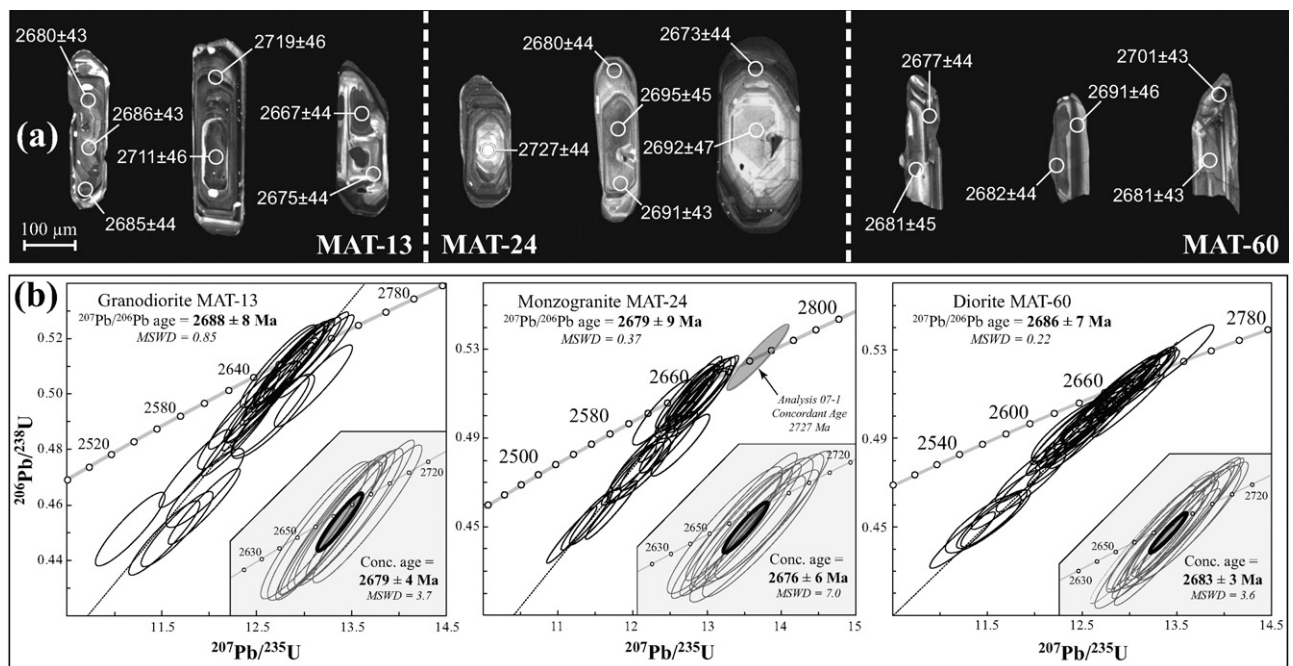 (a)
2680±43
2686±43
2685±44
2719±46
2711±46
2667±44
2675±44
100 µm
MAT-13
2727±44
2680±44
2695±45
2691±43
2673±44
2692±47
MAT-24
2677±44
2681±45
2691±46
2682±44
2701±43
2681±43
MAT-60
(b)
Granodiorite MAT-13
²⁰⁷Pb/²⁰⁶Pb age = 2688 ± 8 Ma
MSWD = 0.85
2780
2640
2580
2520
0.52
0.50
0.48
0.46
0.44
²⁰⁶Pb/²³⁸U
2720
2650
2630
Conc. age =
2679 ± 4 Ma
MSWD = 3.7
11.5
12.5
13.5
14.5
²⁰⁷Pb/²³⁵U
Monzogranite MAT-24
²⁰⁷Pb/²⁰⁶Pb age = 2679 ± 9 Ma
MSWD = 0.37
2800
2660
2580
2500
0.53
0.49
0.45
Analysis 07-1
Concordant Age
2727 Ma
2720
2650
2630
Conc. age =
2676 ± 6 Ma
MSWD = 7.0
11
12
13
14
15
²⁰⁷Pb/²³⁵U
Diorite MAT-60
²⁰⁷Pb/²⁰⁶Pb age = 2686 ± 7 Ma
MSWD = 0.22
2780
2660
2600
2540
0.53
0.49
0.45
2720
2650
2630
Conc. age =
2683 ± 3 Ma
MSWD = 3.6
11.5
12.5
13.5
14.5
²⁰⁷Pb/²³⁵U